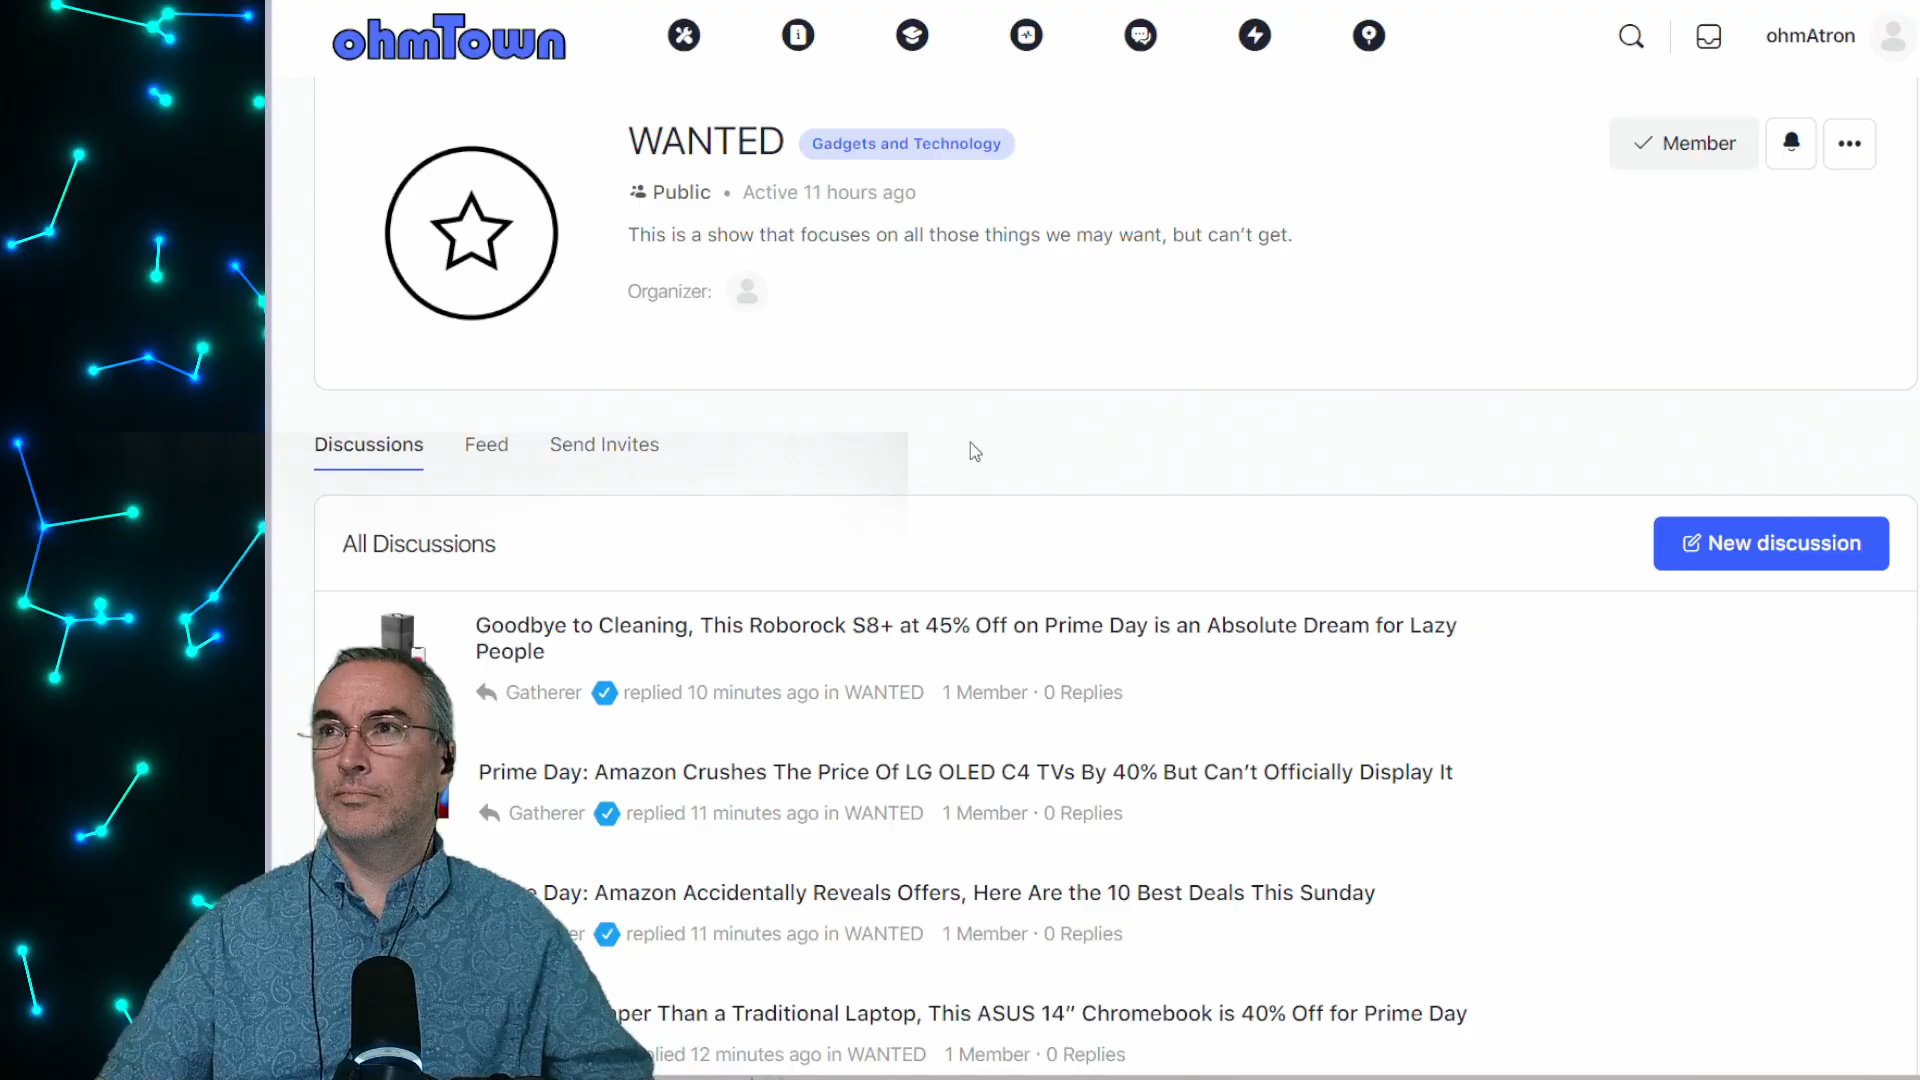 ohmTown
ohmAtron
WANTED
Gadgets and Technology
Member
Public • Active 11 hours ago
This is a show that focuses on all those things we may want, but can't get.
Organizer:
Discussions
Feed
Send Invites
All Discussions
New discussion
Goodbye to Cleaning, This Roborock S8+ at 45% Off on Prime Day is an Absolute Dream for Lazy
People
Gatherer replied 10 minutes ago in WANTED 1 Member · 0 Replies
Prime Day: Amazon Crushes The Price Of LG OLED C4 TVs By 40% But Can't Officially Display It
Gatherer replied 11 minutes ago in WANTED 1 Member · 0 Replies
Day: Amazon Accidentally Reveals Offers, Here Are the 10 Best Deals This Sunday
replied 11 minutes ago in WANTED 1 Member · 0 Replies
Than a Traditional Laptop, This ASUS 14″ Chromebook is 40% Off for Prime Day
12 minutes ago in WANTED 1 Member · 0 Replies